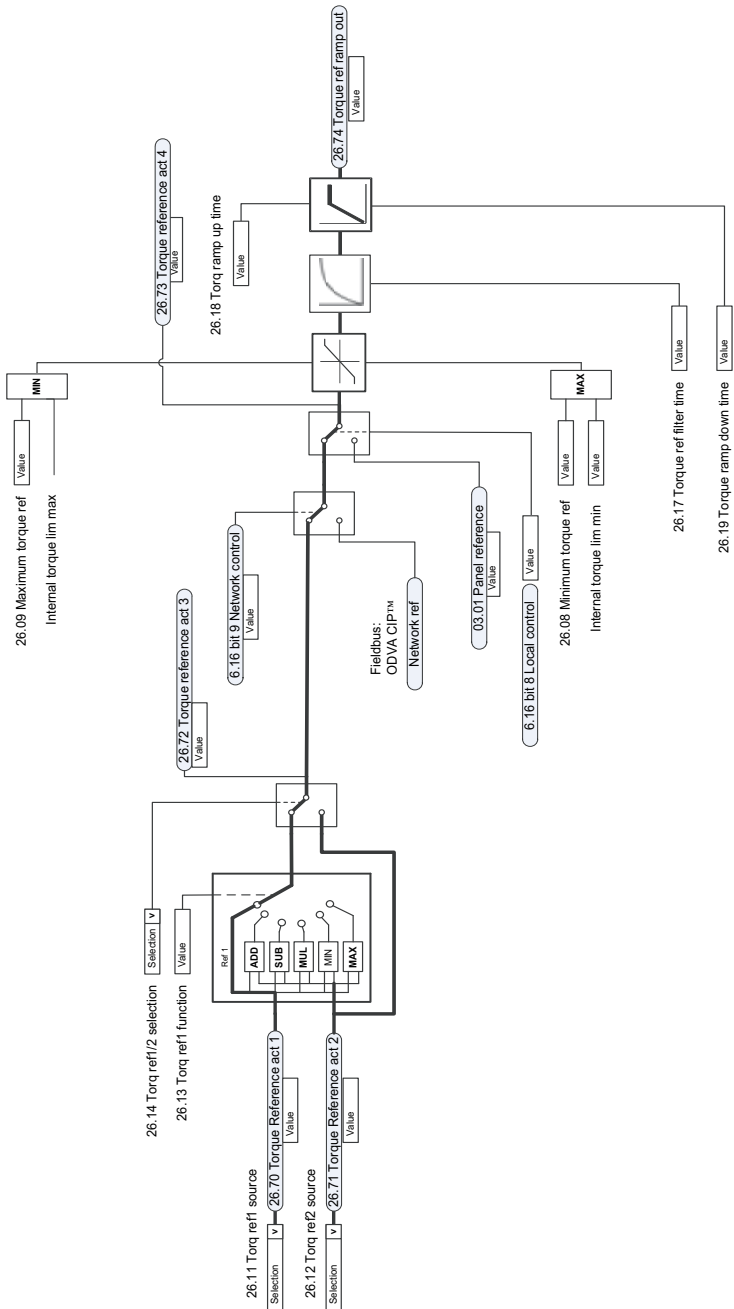 26.11 Torq ref1 source
Selection v
26.70 Torque Reference act 1
Value
26.12 Torq ref2 source
Selection v
26.71 Torque Reference act 2
Value
26.14 Torq ref1/2 selection
Selection v
26.13 Torq ref1 function
Value
Ref 1
ADD
SUB
MUL
MIN
MAX
26.72 Torque reference act 3
Value
6.16 bit 9 Network control
Value
Fieldbus:
ODVA CIP™
Network ref
03.01 Panel reference
Value
6.16 bit 8 Local control
Value
26.09 Maximum torque ref
Value
Internal torque lim max
MIN
26.73 Torque reference act 4
Value
26.08 Minimum torque ref
Value
Internal torque lim min
Value
MAX
26.18 Torq ramp up time
Value
26.17 Torque ref filter time
Value
26.19 Torque ramp down time
Value
26.74 Torque ref ramp out
Value